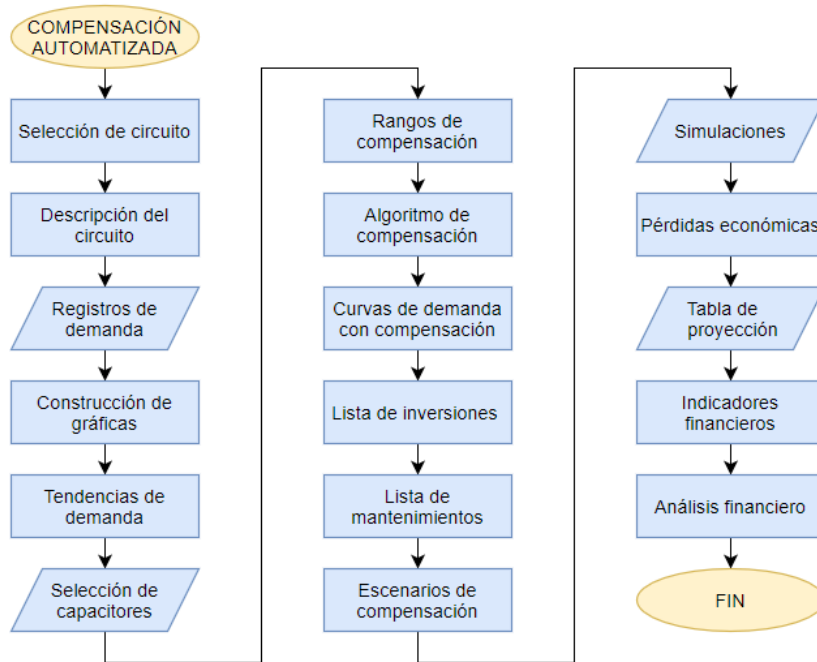 COMPENSACIÓN
AUTOMATIZADA
Selección de circuito
Descripción del
circuito
Registros de
demanda
Construcción de
gráficas
Tendencias de
demanda
Selección de
capacitores
Rangos de
compensación
Algoritmo de
compensación
Curvas de demanda
con compensación
Lista de inversiones
Lista de
mantenimientos
Escenarios de
compensación
Simulaciones
Pérdidas económicas
Tabla de
proyección
Indicadores
financieros
Análisis financiero
FIN